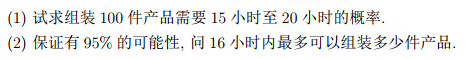 (1) 试求组装 100 件产品需要 15 小时至 20 小时的概率.
(2) 保证有 95% 的可能性, 问 16 小时内最多可以组装多少件产品.